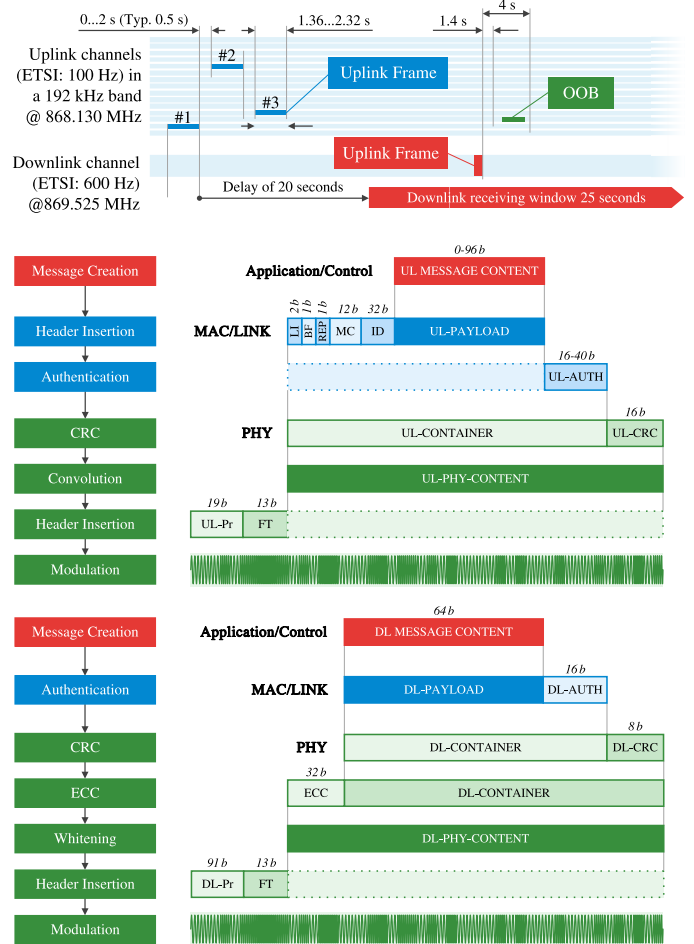 0...2 s (Typ. 0.5 s)
1.36...2.32 s
1.4 s
4 s
Uplink channels
(ETSI: 100 Hz) in
a 192 kHz band
@ 868.130 MHz
#1
#2
#3
Uplink Frame
OOB
Downlink channel
(ETSI: 600 Hz)
@869.525 MHz
Uplink Frame
Delay of 20 seconds
Downlink receiving window 25 seconds
0-96 b
Message Creation
Application/Control
UL MESSAGE CONTENT
2 b
1 b
1 b
12 b
32 b
Header Insertion
MAC/LINK
LI
BF
REP
MC
ID
UL-PAYLOAD
16-40 b
Authentication
UL-AUTH
16 b
CRC
PHY
UL-CONTAINER
UL-CRC
Convolution
UL-PHY-CONTENT
19 b
13 b
Header Insertion
UL-Pr
FT
Modulation
64 b
Message Creation
Application/Control
DL MESSAGE CONTENT
16 b
Authentication
MAC/LINK
DL-PAYLOAD
DL-AUTH
8 b
CRC
PHY
DL-CONTAINER
DL-CRC
32 b
ECC
ECC
DL-CONTAINER
Whitening
DL-PHY-CONTENT
91 b
13 b
Header Insertion
DL-Pr
FT
Modulation